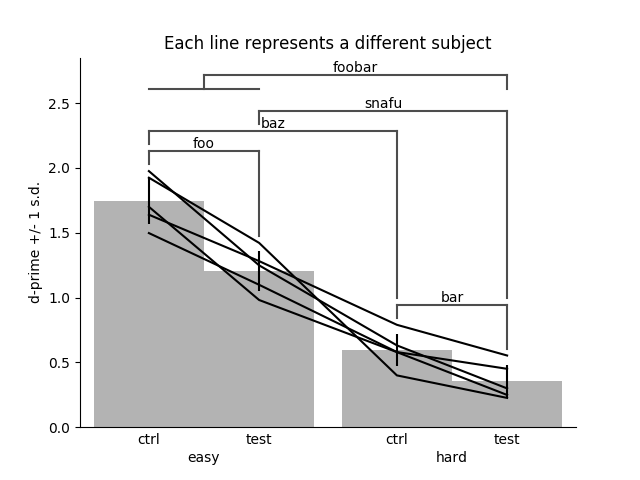 Each line represents a different subject
foobar
snafu
baz
foo
bar
d-prime +/- 1 s.d.
2.5
2.0
1.5
1.0
0.5
0.0
ctrl test ctrl test
easy hard